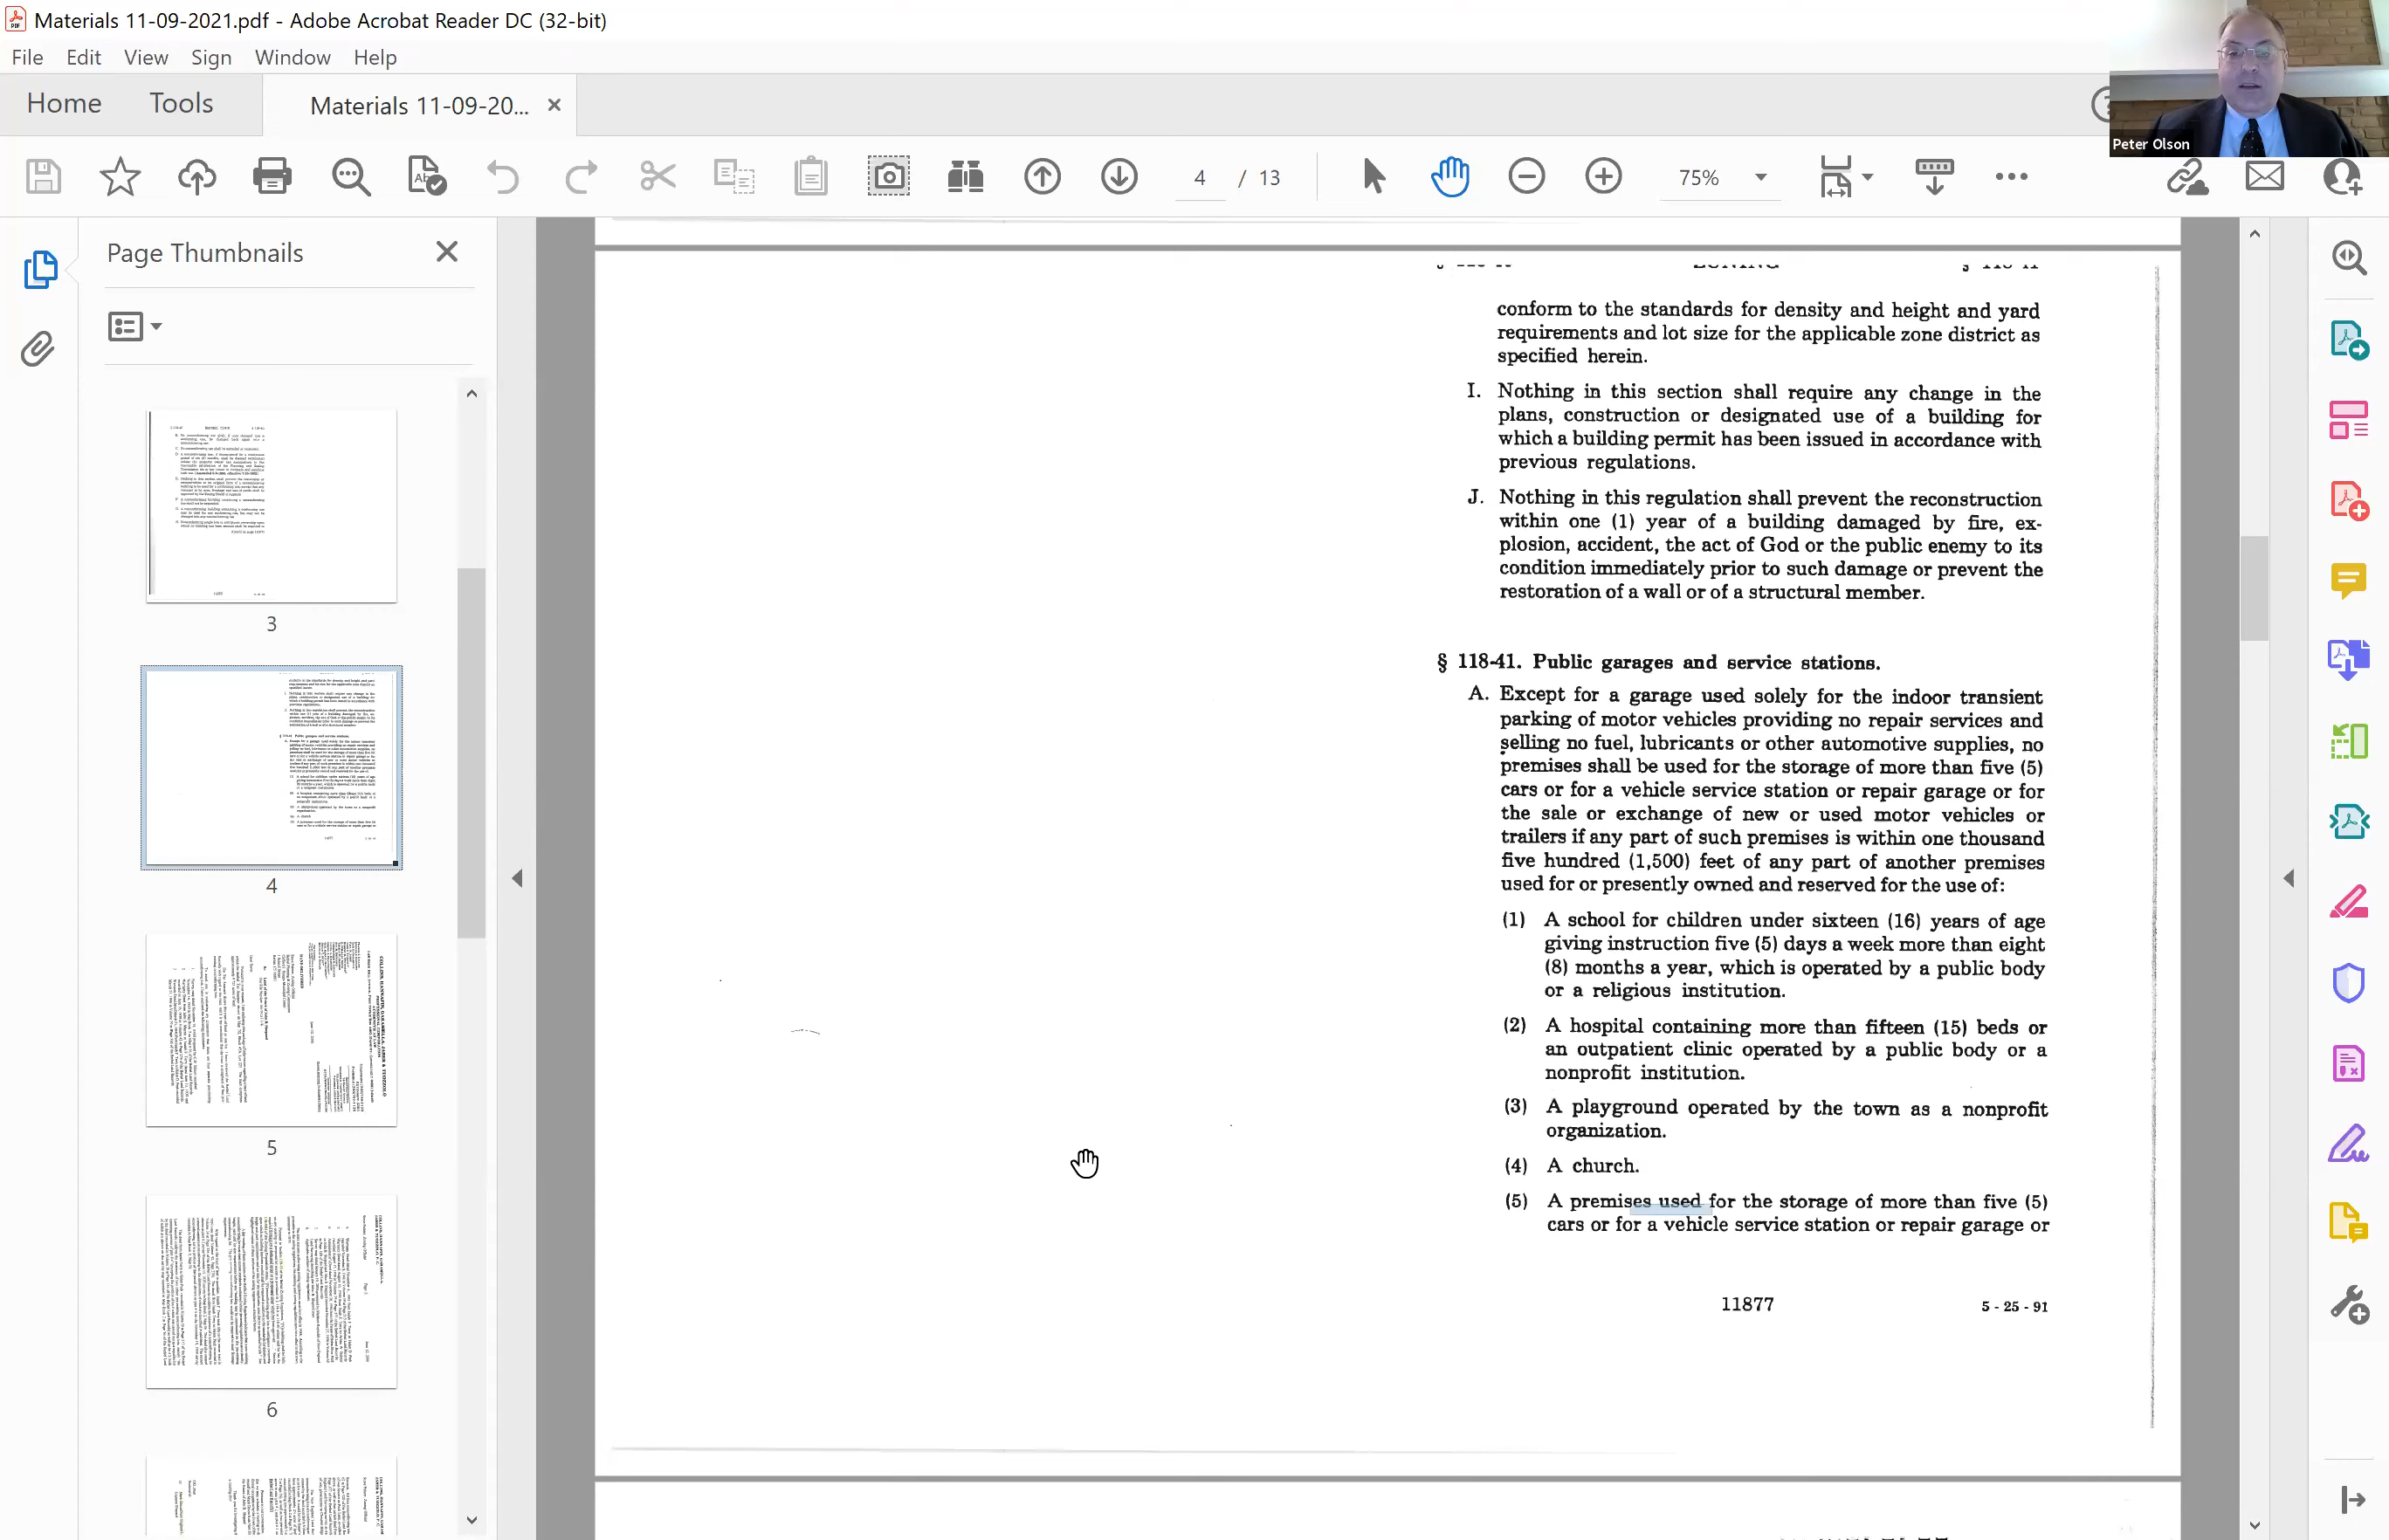 Materials 11-09-2021.pdf - Adobe Acrobat Reader DC (32-bit)
File Edit View Sign Window Help
Home Tools Materials 11-09-20...
Peter Olson
4 / 13
75%
Page Thumbnails
3
4
5
6
ZONING
conform to the standards for density and height and yard
requirements and lot size for the applicable zone district as
specified herein.
I. Nothing in this section shall require any change in the
plans, construction or designated use of a building for
which a building permit has been issued in accordance with
previous regulations.
J. Nothing in this regulation shall prevent the reconstruction
within one (1) year of a building damaged by fire, ex-
plosion, accident, the act of God or the public enemy to its
condition immediately prior to such damage or prevent the
restoration of a wall or of a structural member.
§ 118-41. Public garages and service stations.
A. Except for a garage used solely for the indoor transient
parking of motor vehicles providing no repair services and
selling no fuel, lubricants or other automotive supplies, no
premises shall be used for the storage of more than five (5)
cars or for a vehicle service station or repair garage or for
the sale or exchange of new or used motor vehicles or
trailers if any part of such premises is within one thousand
five hundred (1,500) feet of any part of another premises
used for or presently owned and reserved for the use of:
(1) A school for children under sixteen (16) years of age
giving instruction five (5) days a week more than eight
(8) months a year, which is operated by a public body
or a religious institution.
(2) A hospital containing more than fifteen (15) beds or
an outpatient clinic operated by a public body or a
nonprofit institution.
(3) A playground operated by the town as a nonprofit
organization.
(4) A church.
(5) A premises used for the storage of more than five (5)
cars or for a vehicle service station or repair garage or
11877
5 - 25 - 91